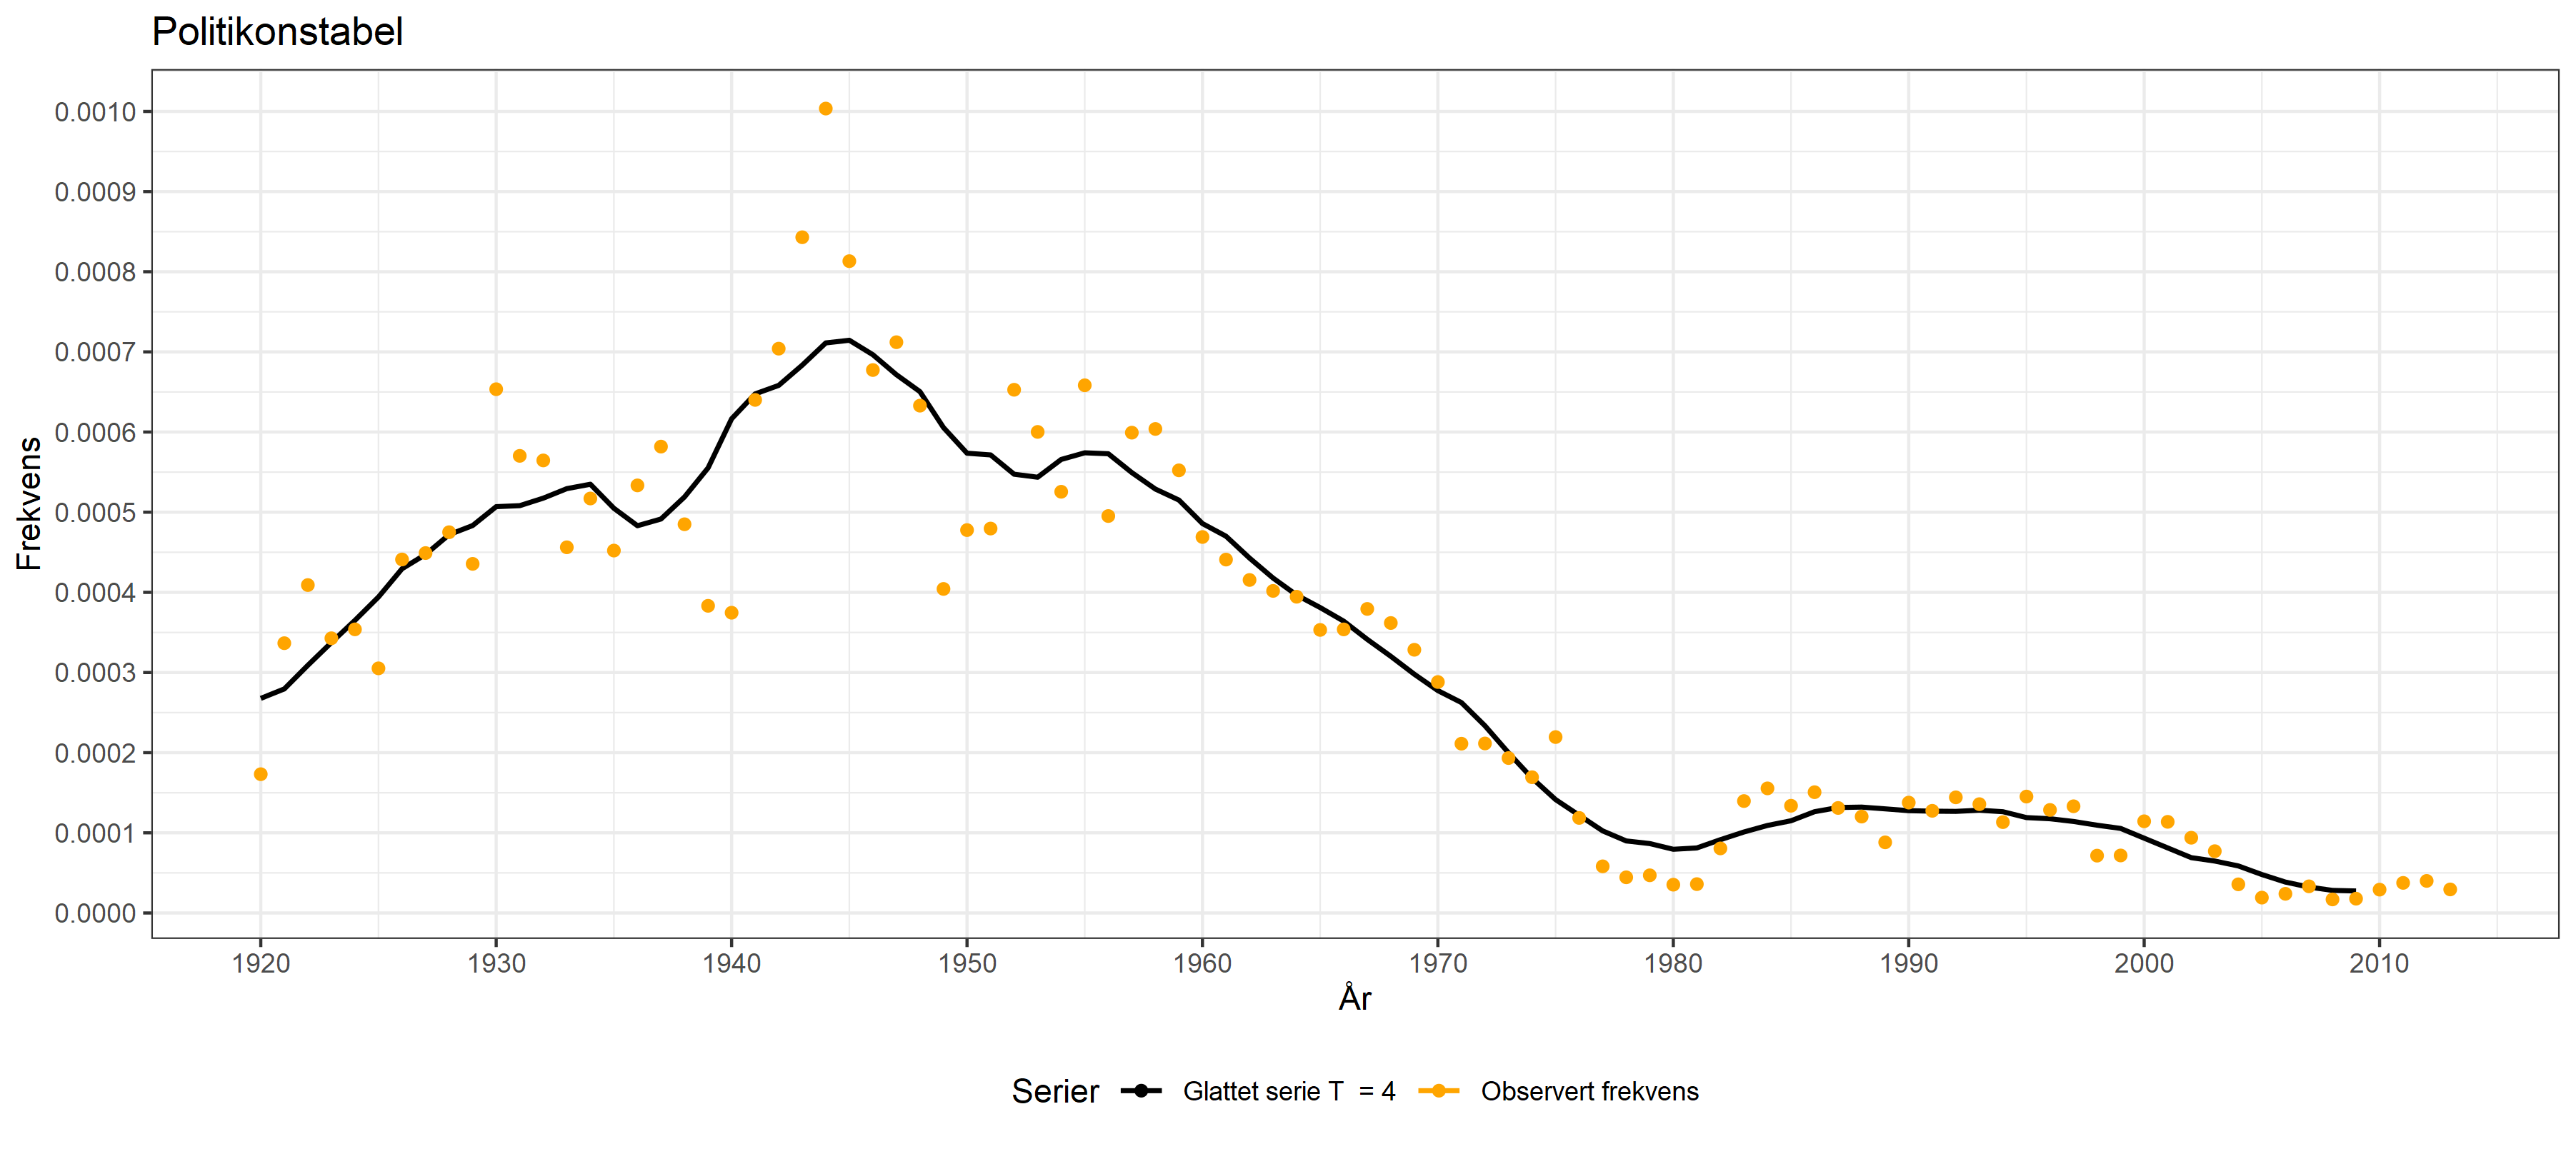 Politikonstabel
Frekvens
0.0010
0.0009
0.0008
0.0007
0.0006
0.0005
0.0004
0.0003
0.0002
0.0001
0.0000
1920 1930 1940 1950 1960 1970 1980 1990 2000 2010
År
Serier Glattet serie T = 4 Observert frekvens